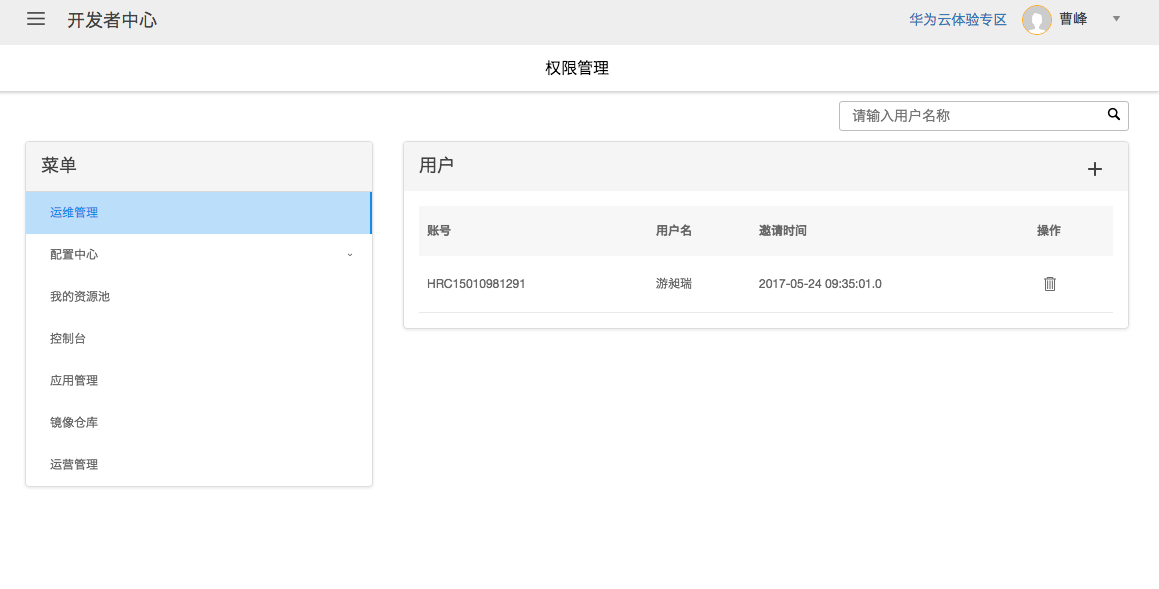 开发者中心
华为云体验专区
曹峰
权限管理
请输入用户名称
菜单
运维管理
配置中心
我的资源池
控制台
应用管理
镜像仓库
运营管理
用户
账号 用户名 邀请时间 操作
HRC15010981291 游昶瑞 2017-05-24 09:35:01.0